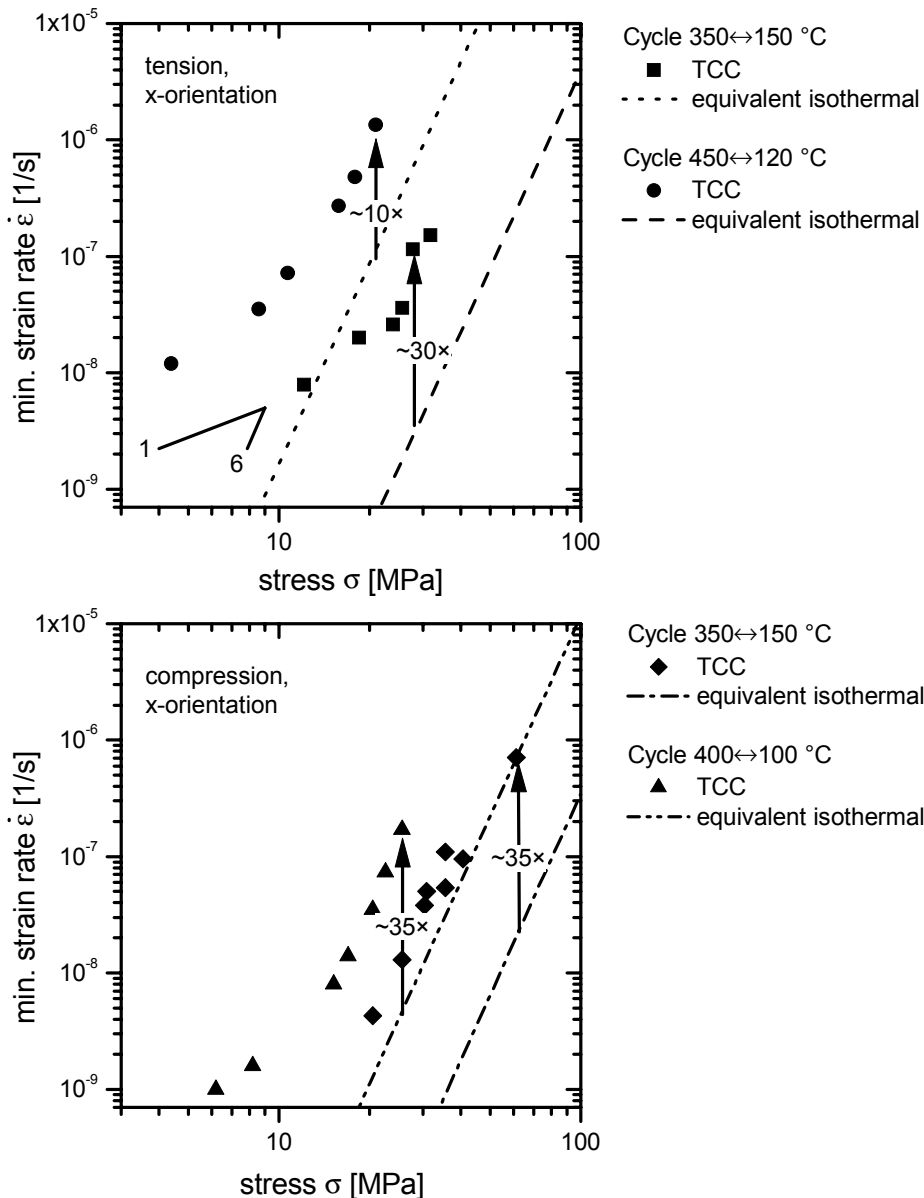 1x10⁻⁵
10⁻⁶
10⁻⁷
10⁻⁸
10⁻⁹
min. strain rate ε̇ [1/s]
tension,
x-orientation
~10×
~30×
1
6
10
100
stress σ [MPa]
Cycle 350↔150 °C
TCC
equivalent isothermal
Cycle 450↔120 °C
TCC
equivalent isothermal
1x10⁻⁵
10⁻⁶
10⁻⁷
10⁻⁸
10⁻⁹
min. strain rate ε̇ [1/s]
compression,
x-orientation
~35×
~35×
10
100
stress σ [MPa]
Cycle 350↔150 °C
TCC
equivalent isothermal
Cycle 400↔100 °C
TCC
equivalent isothermal